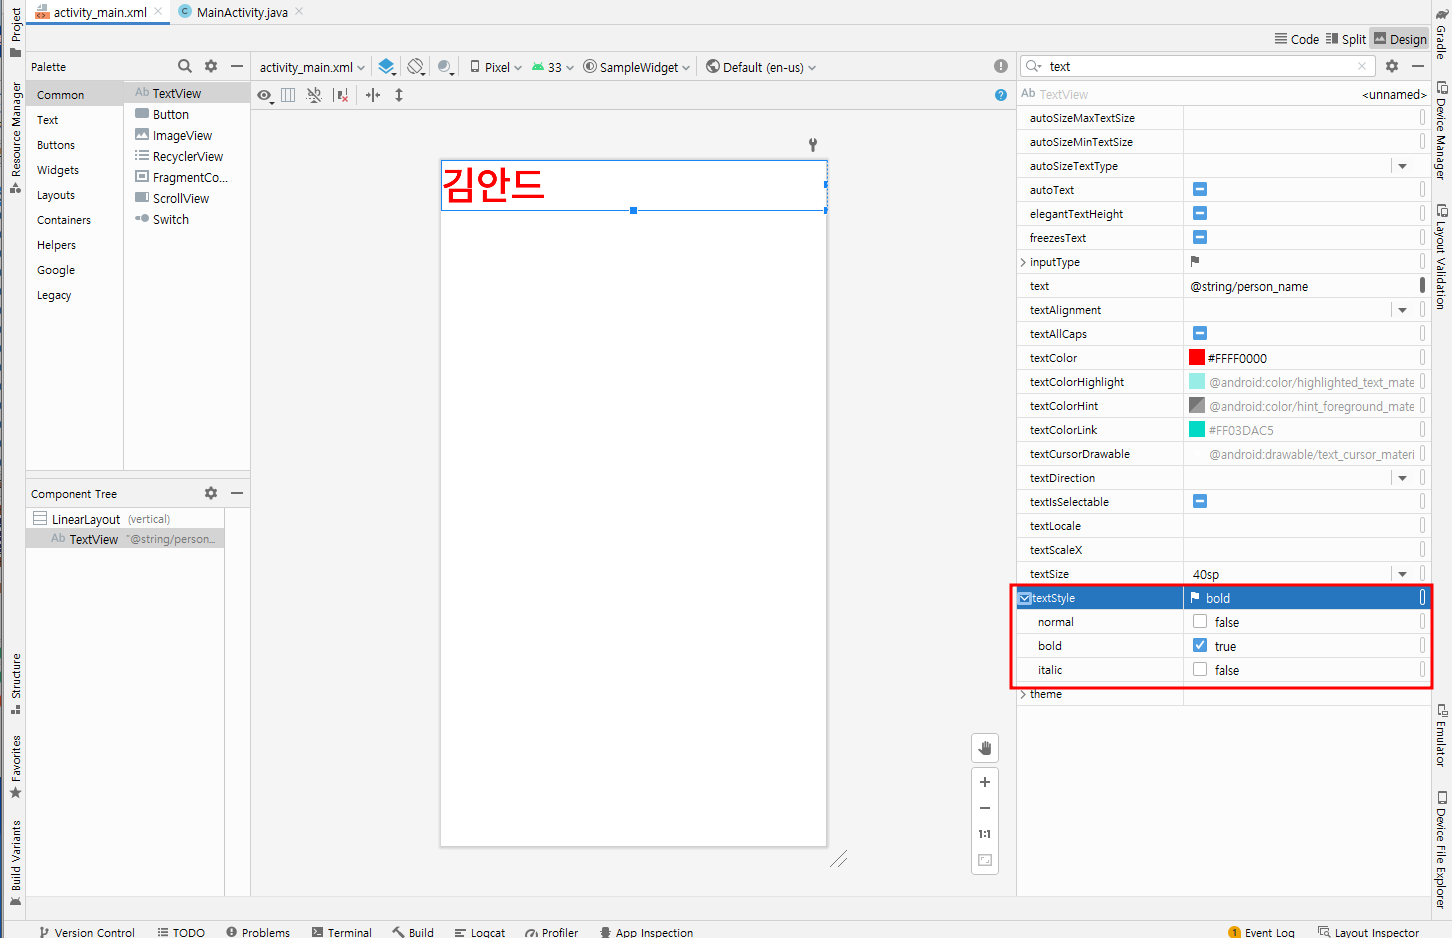 activity_main.xml
MainActivity.java
Code
Split
Design
Project
Resource Manager
Structure
Favorites
Build Variants
Palette
Common
Text
Buttons
Widgets
Layouts
Containers
Helpers
Google
Legacy
Ab TextView
Button
ImageView
RecyclerView
FragmentCo...
ScrollView
Switch
Component Tree
LinearLayout (vertical)
Ab TextView "@string/person...
activity_main.xml
Pixel
33
SampleWidget
Default (en-us)
김안드
1:1
text
Ab TextView <unnamed>
autoSizeMaxTextSize
autoSizeMinTextSize
autoSizeTextType
autoText
elegantTextHeight
freezesText
inputType
text @string/person_name
textAlignment
textAllCaps
textColor #FFFF0000
textColorHighlight @android:color/highlighted_text_mate
textColorHint @android:color/hint_foreground_mate
textColorLink #FF03DAC5
textCursorDrawable @android:drawable/text_cursor_materi
textDirection
textIsSelectable
textLocale
textScaleX
textSize 40sp
textStyle bold
normal false
bold true
italic false
theme
Gradle
Device Manager
Layout Validation
Emulator
Device File Explorer
Version Control
TODO
Problems
Terminal
Build
Logcat
Profiler
App Inspection
1 Event Log
Layout Inspector